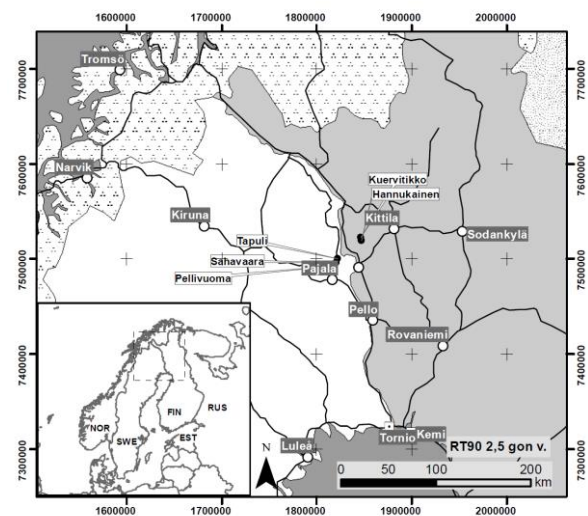 1600000 1700000 1800000 1900000 2000000
7700000 7700000
Tromsö
7600000 7600000
Narvik
Kuervitikko
Hannukainen
Kiruna
Kittilä
Sodankylä
Tapuli
Sahavaara
Pellivuoma
Pajala
7500000 7500000
Pello
Rovaniemi
7400000 7400000
NOR
SWE
FIN
RUS
EST
Luleå
N
Tornio
Kemi
RT90 2,5 gon v.
7300000 7300000
0 50 100 200
km
1600000 1700000 1800000 1900000 2000000